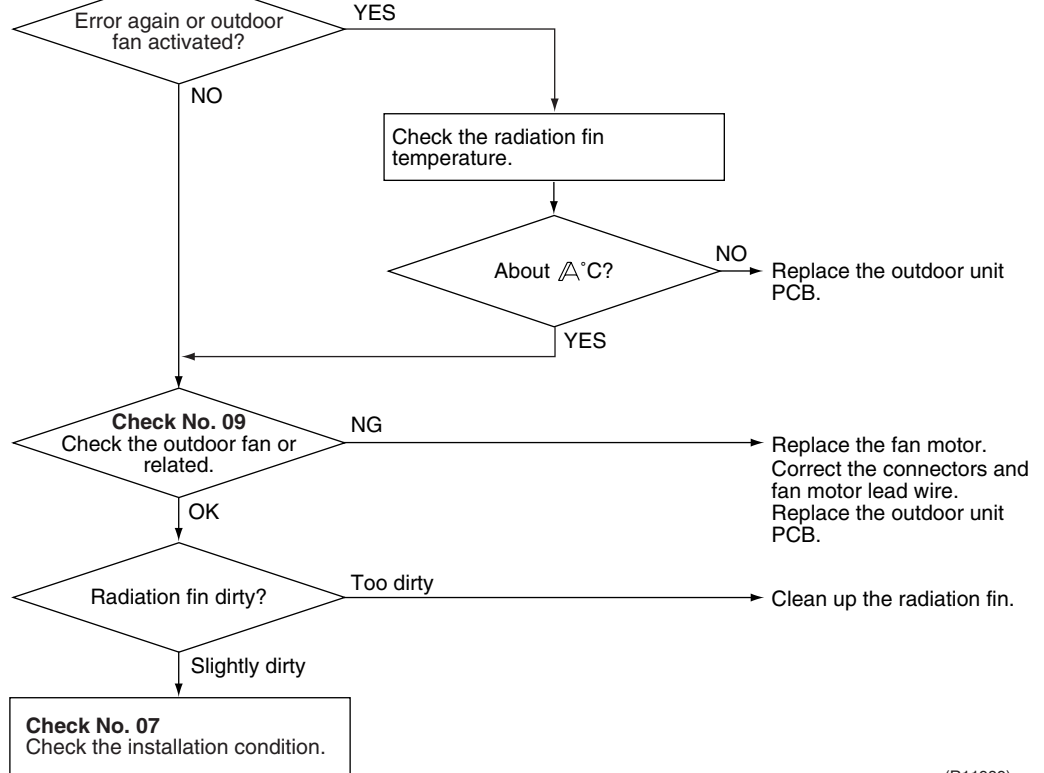 Error again or outdoor
fan activated?
YES
NO
Check the radiation fin
temperature.
About A°C?
NO
Replace the outdoor unit
PCB.
YES
Check No. 09
Check the outdoor fan or
related.
NG
Replace the fan motor.
Correct the connectors and
fan motor lead wire.
Replace the outdoor unit
PCB.
OK
Radiation fin dirty?
Too dirty
Clean up the radiation fin.
Slightly dirty
Check No. 07
Check the installation condition.